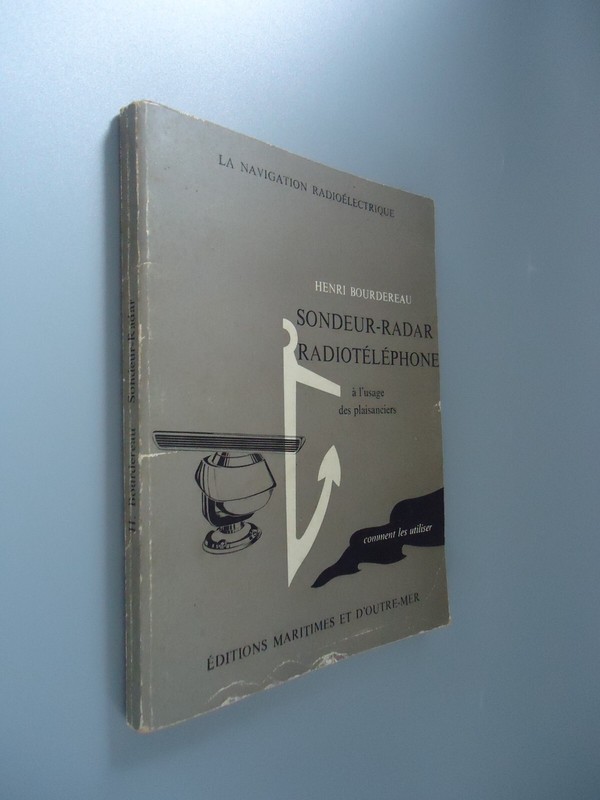 LA NAVIGATION RADIOÉLECTRIQUE
HENRI BOURDEREAU
SONDEUR-RADAR
RADIOTÉLÉPHONE
à l'usage
des plaisanciers
comment les utiliser
ÉDITIONS MARITIMES ET D'OUTRE-MER
H. Bourdereau Sondeur-Radar